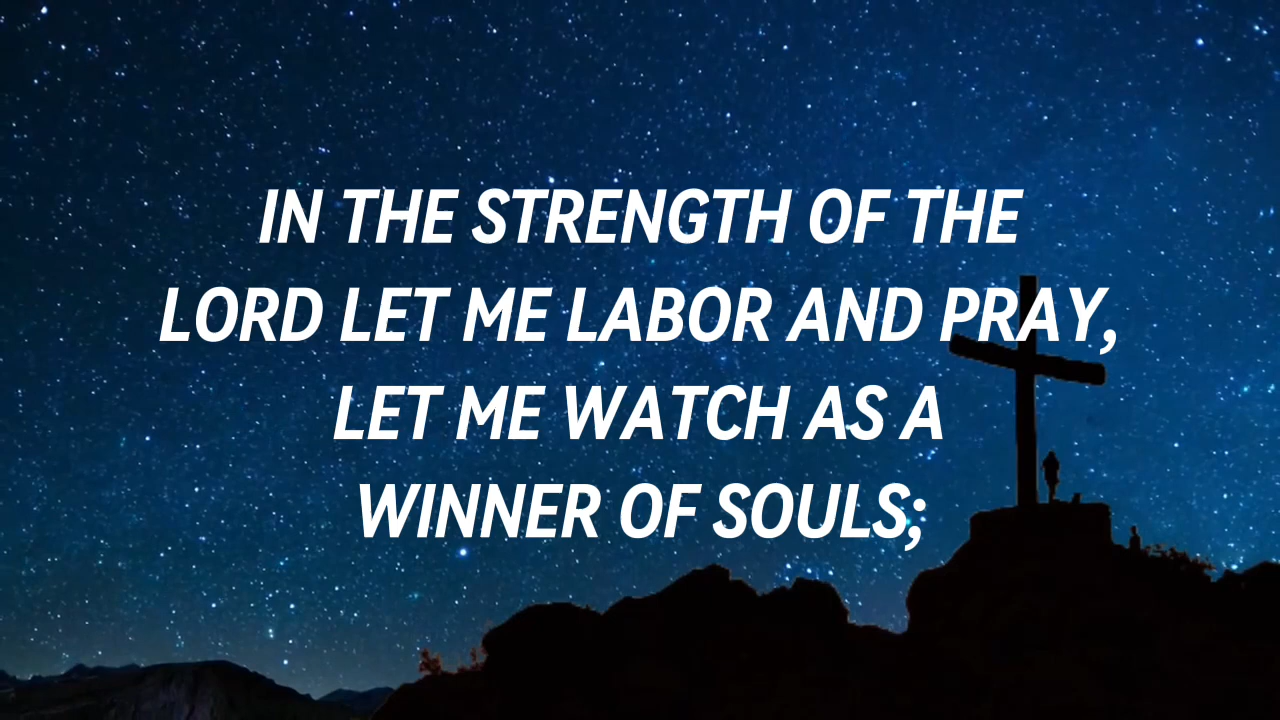 IN THE STRENGTH OF THE
LORD LET ME LABOR AND PRAY,
LET ME WATCH AS A
WINNER OF SOULS;